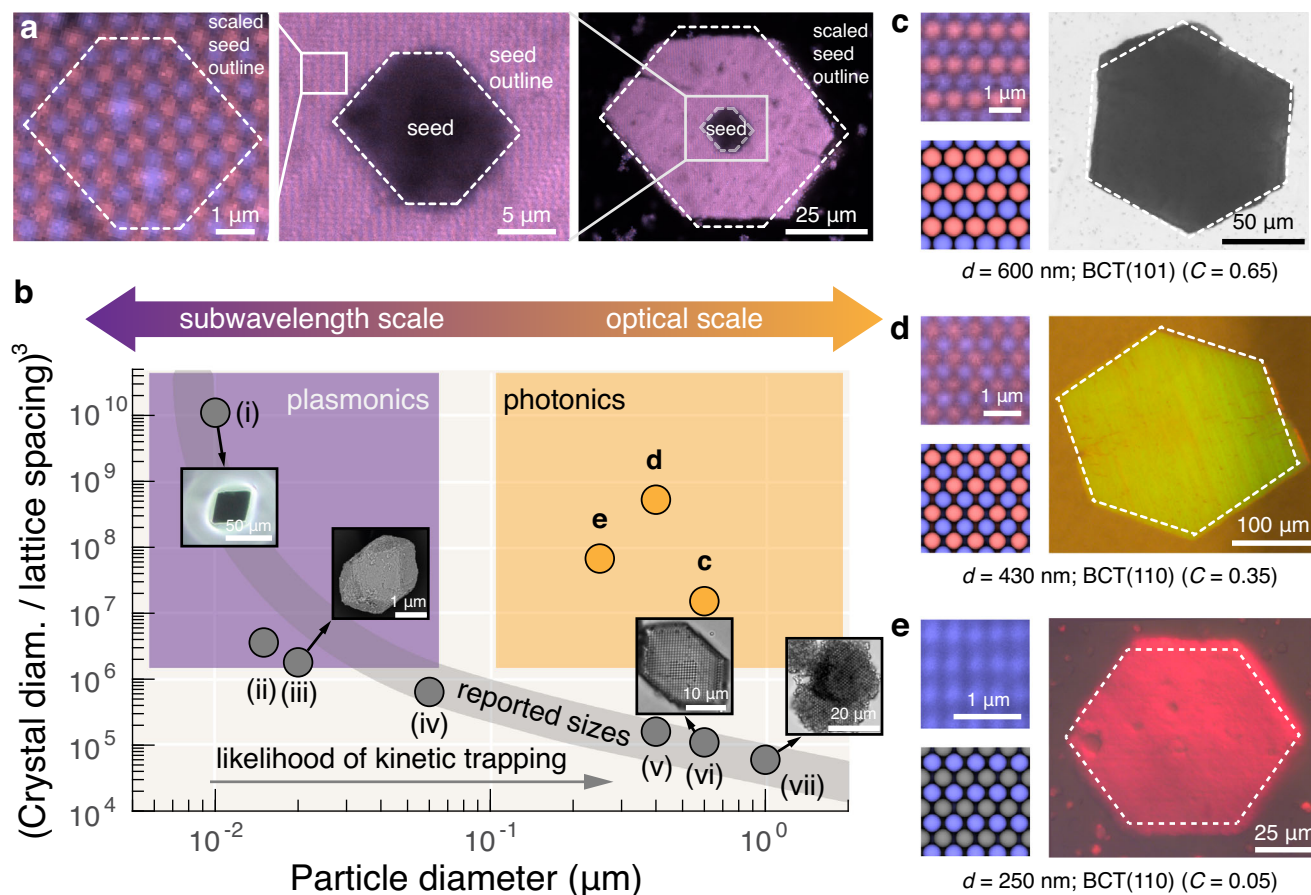 a
scaled
seed
outline
1 µm
seed
outline
seed
5 µm
scaled
seed
outline
seed
25 µm
b
subwavelength scale
optical scale
(Crystal diam. / lattice spacing)³
10¹⁰
10⁹
10⁸
10⁷
10⁶
10⁵
10⁴
plasmonics
photonics
(i)
50 µm
d
e
c
1 µm
(ii)
(iii)
(iv)
reported sizes
10 µm
20 µm
(v)
(vi)
(vii)
likelihood of kinetic trapping
10⁻²
10⁻¹
10⁰
Particle diameter (µm)
c
1 µm
50 µm
d = 600 nm; BCT(101) (C = 0.65)
d
1 µm
100 µm
d = 430 nm; BCT(110) (C = 0.35)
e
1 µm
25 µm
d = 250 nm; BCT(110) (C = 0.05)